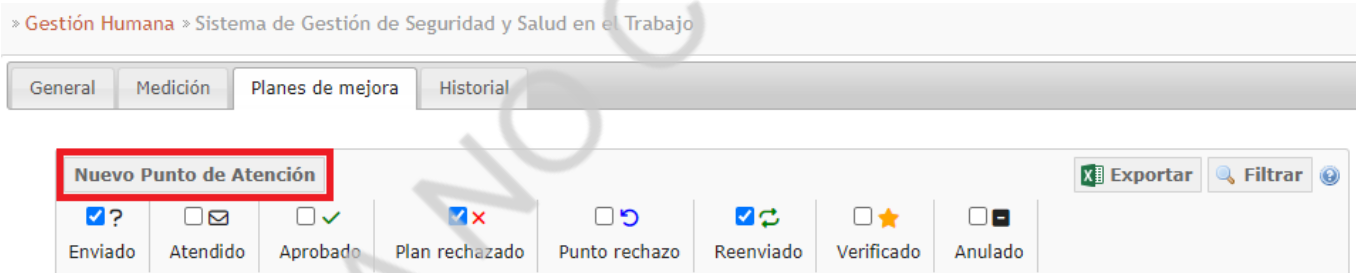 » Gestión Humana » Sistema de Gestión de Seguridad y Salud en el Trabajo
General Medición Planes de mejora Historial
Nuevo Punto de Atención Exportar Filtrar
Enviado Atendido Aprobado Plan rechazado Punto rechazo Reenviado Verificado Anulado